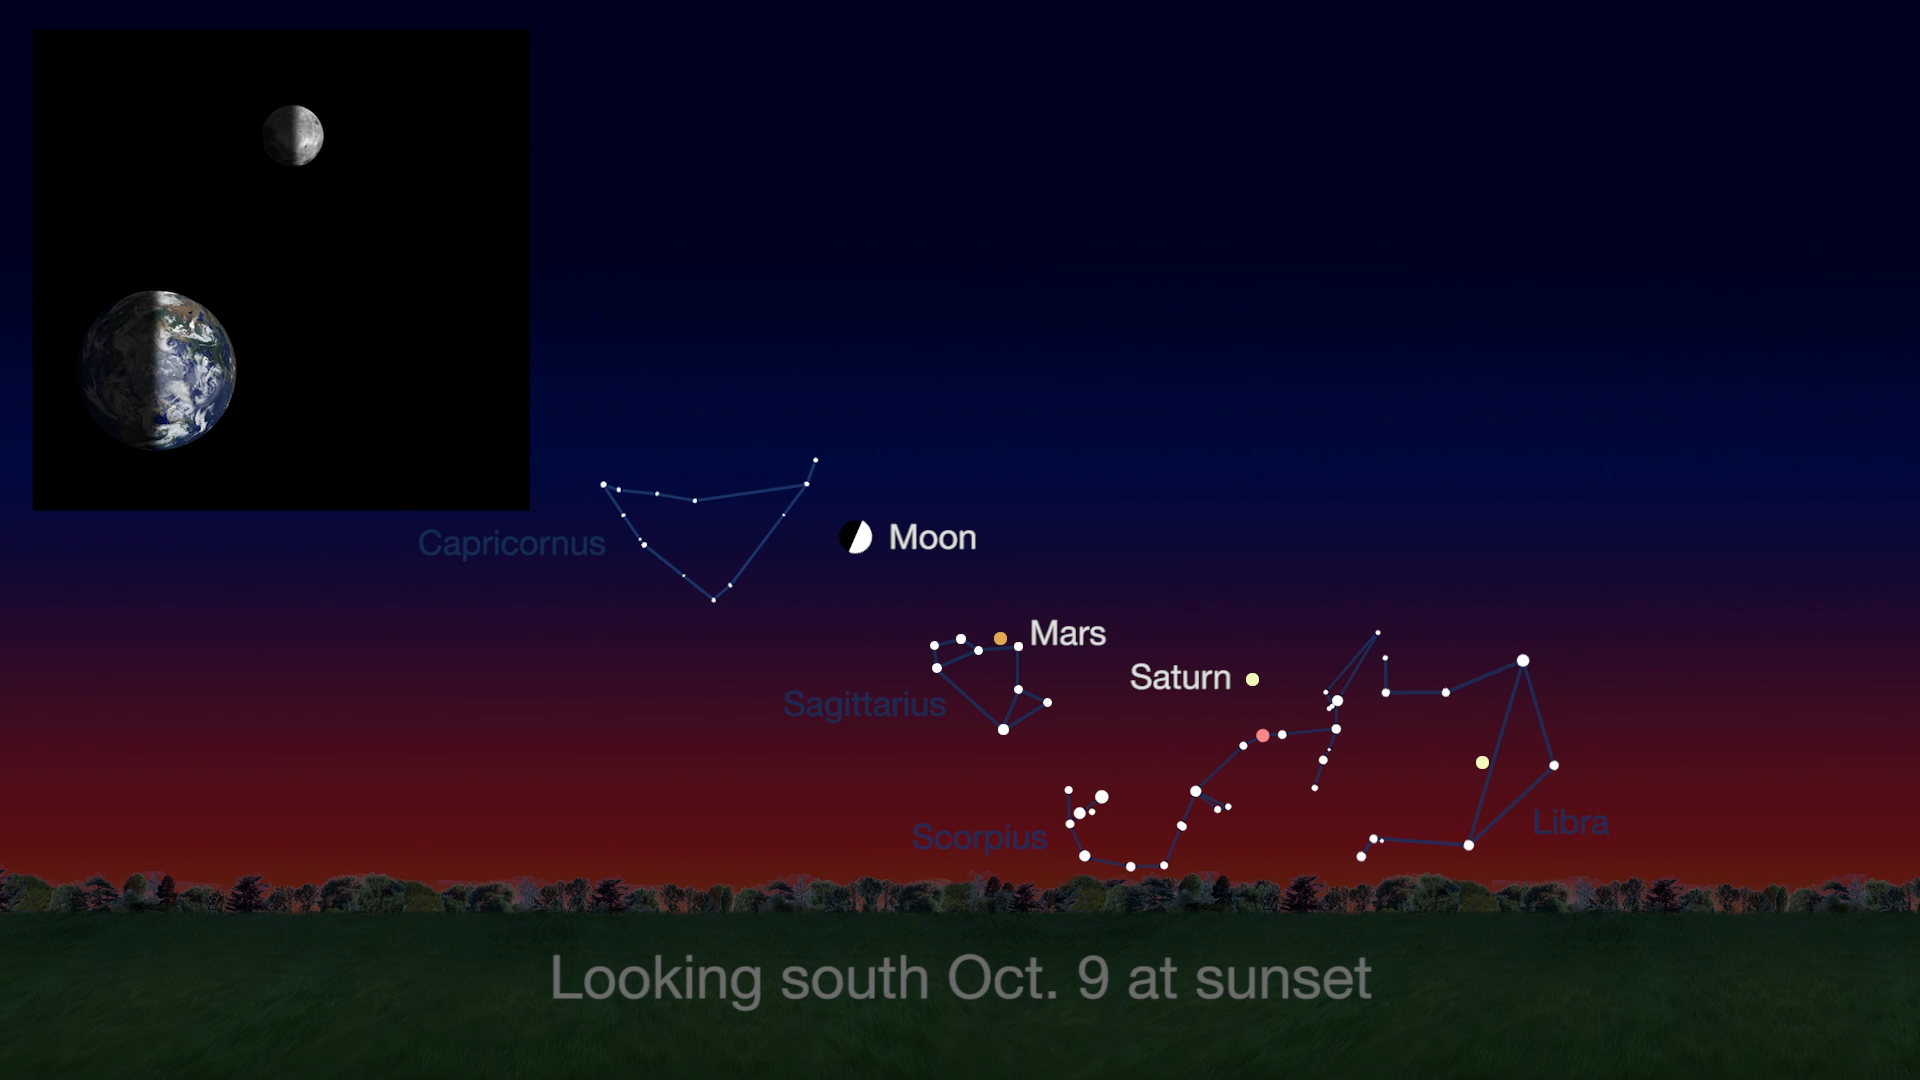 Capricornus
Moon
Mars
Saturn
Sagittarius
Scorpius
Libra
Looking south Oct. 9 at sunset